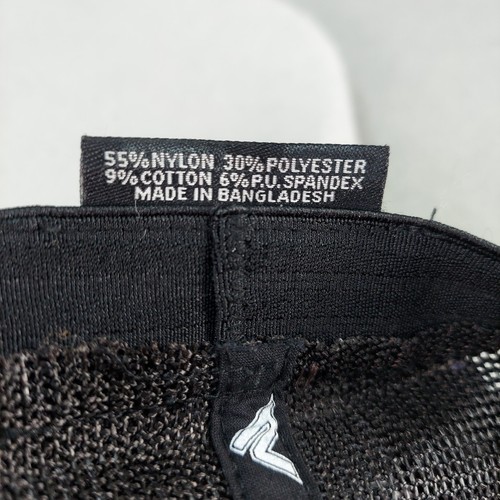 55%NYLON 30%POLYESTER
9%COTTON 6%P.U.SPANDEX
MADE IN BANGLADESH